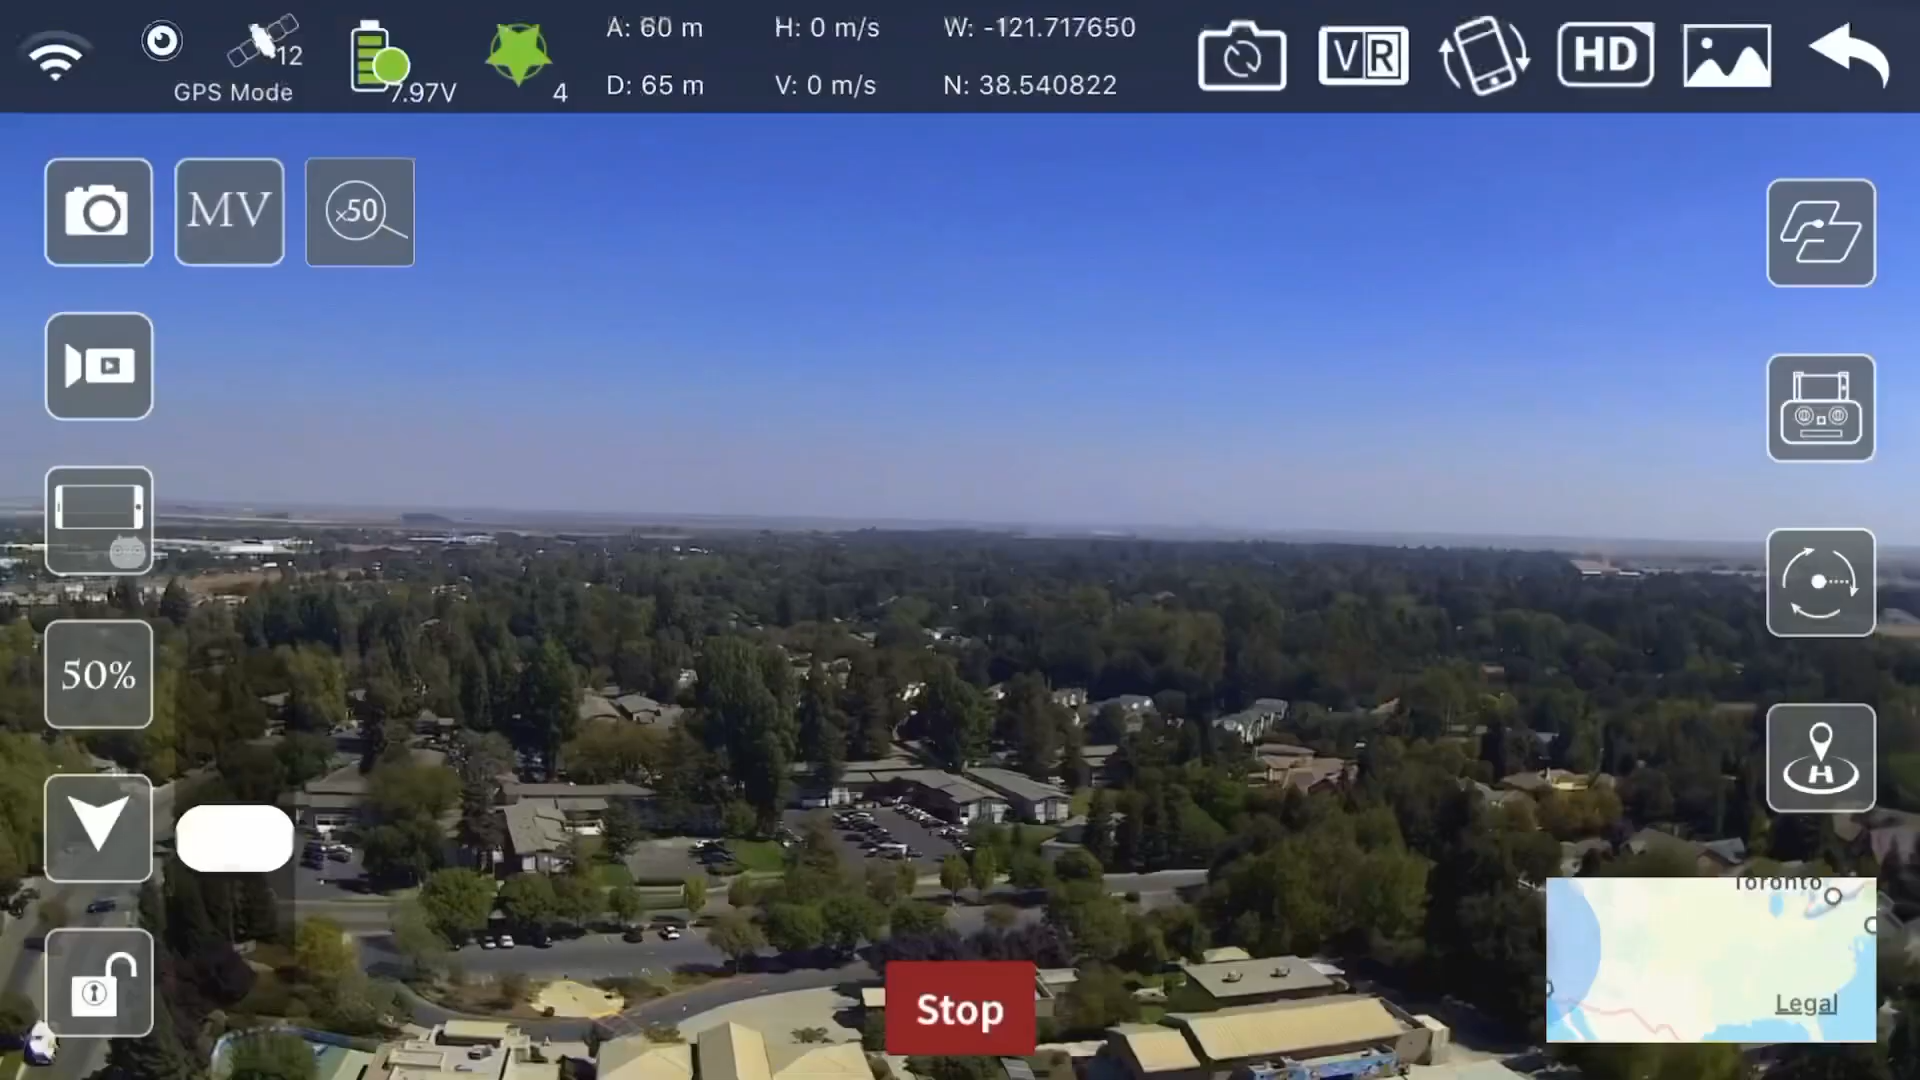 12
GPS Mode
7.97V
4
A: 60 m
D: 65 m
H: 0 m/s
V: 0 m/s
W: -121.717650
N: 38.540822
VR
HD
MV
x50
50%
H
Stop
Toronto
Legal